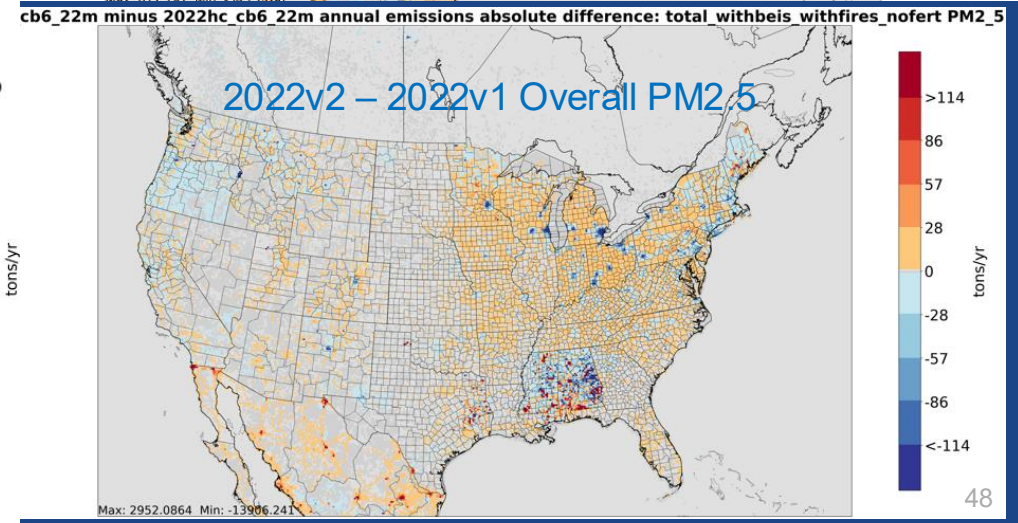 cb6_22m minus 2022hc_cb6_22m annual emissions absolute difference: total_withbeis_withfires_nofert PM2_5
2022v2 – 2022v1 Overall PM2.5
>114
86
57
28
0
-28
-57
-86
<-114
tons/yr
tons/yr
Max: 2952.0864 Min: -13906.241
48